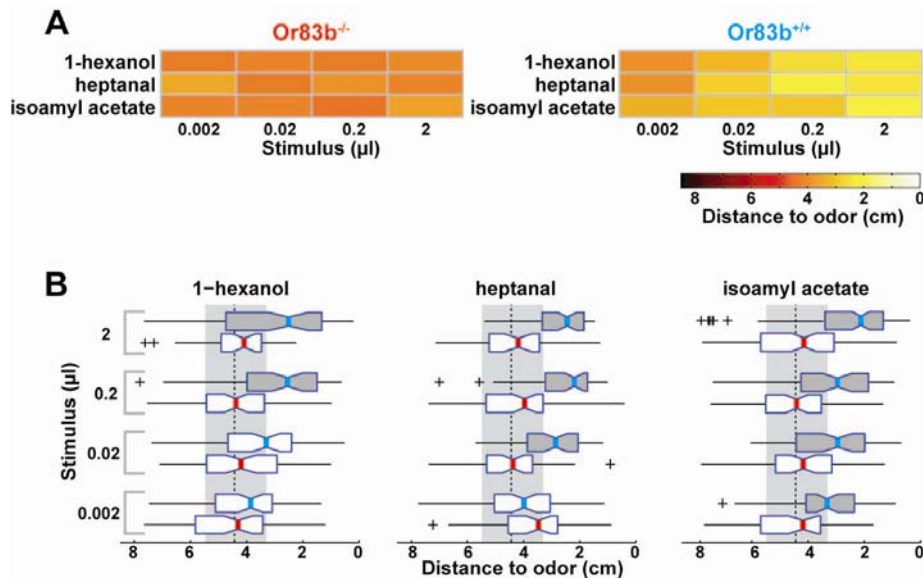 A
Or83b-/-
Or83b+/+
1-hexanol
heptanal
isoamyl acetate
0.002 0.02 0.2 2
Stimulus (µl)
1-hexanol
heptanal
isoamyl acetate
0.002 0.02 0.2 2
Stimulus (µl)
8 6 4 2 0
Distance to odor (cm)
B
1−hexanol heptanal isoamyl acetate
Stimulus (µl)
2
0.2
0.02
0.002
8 6 4 2 0 8 6 4 2 0 8 6 4 2 0
Distance to odor (cm)